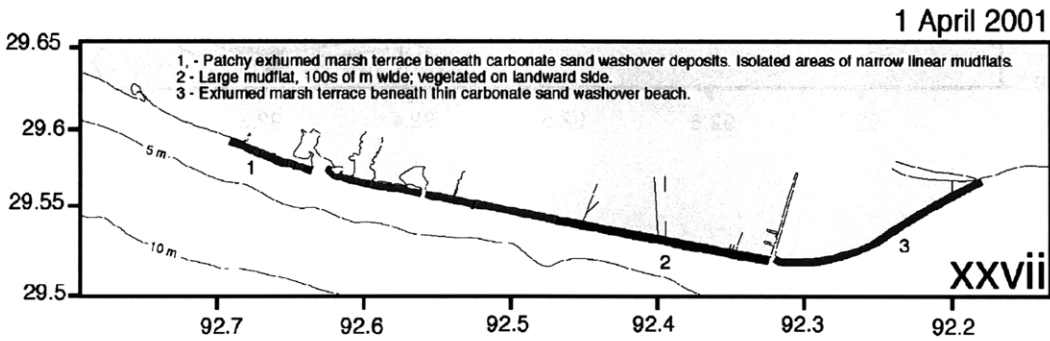 1 April 2001
29.65
1, - Patchy exhumed marsh terrace beneath carbonate sand washover deposits. Isolated areas of narrow linear mudflats.
2 - Large mudflat, 100s of m wide; vegetated on landward side.
3 - Exhumed marsh terrace beneath thin carbonate sand washover beach.
29.6
5 m
1
29.55
3
10 m
2
xxvii
29.5
92.7 92.6 92.5 92.4 92.3 92.2